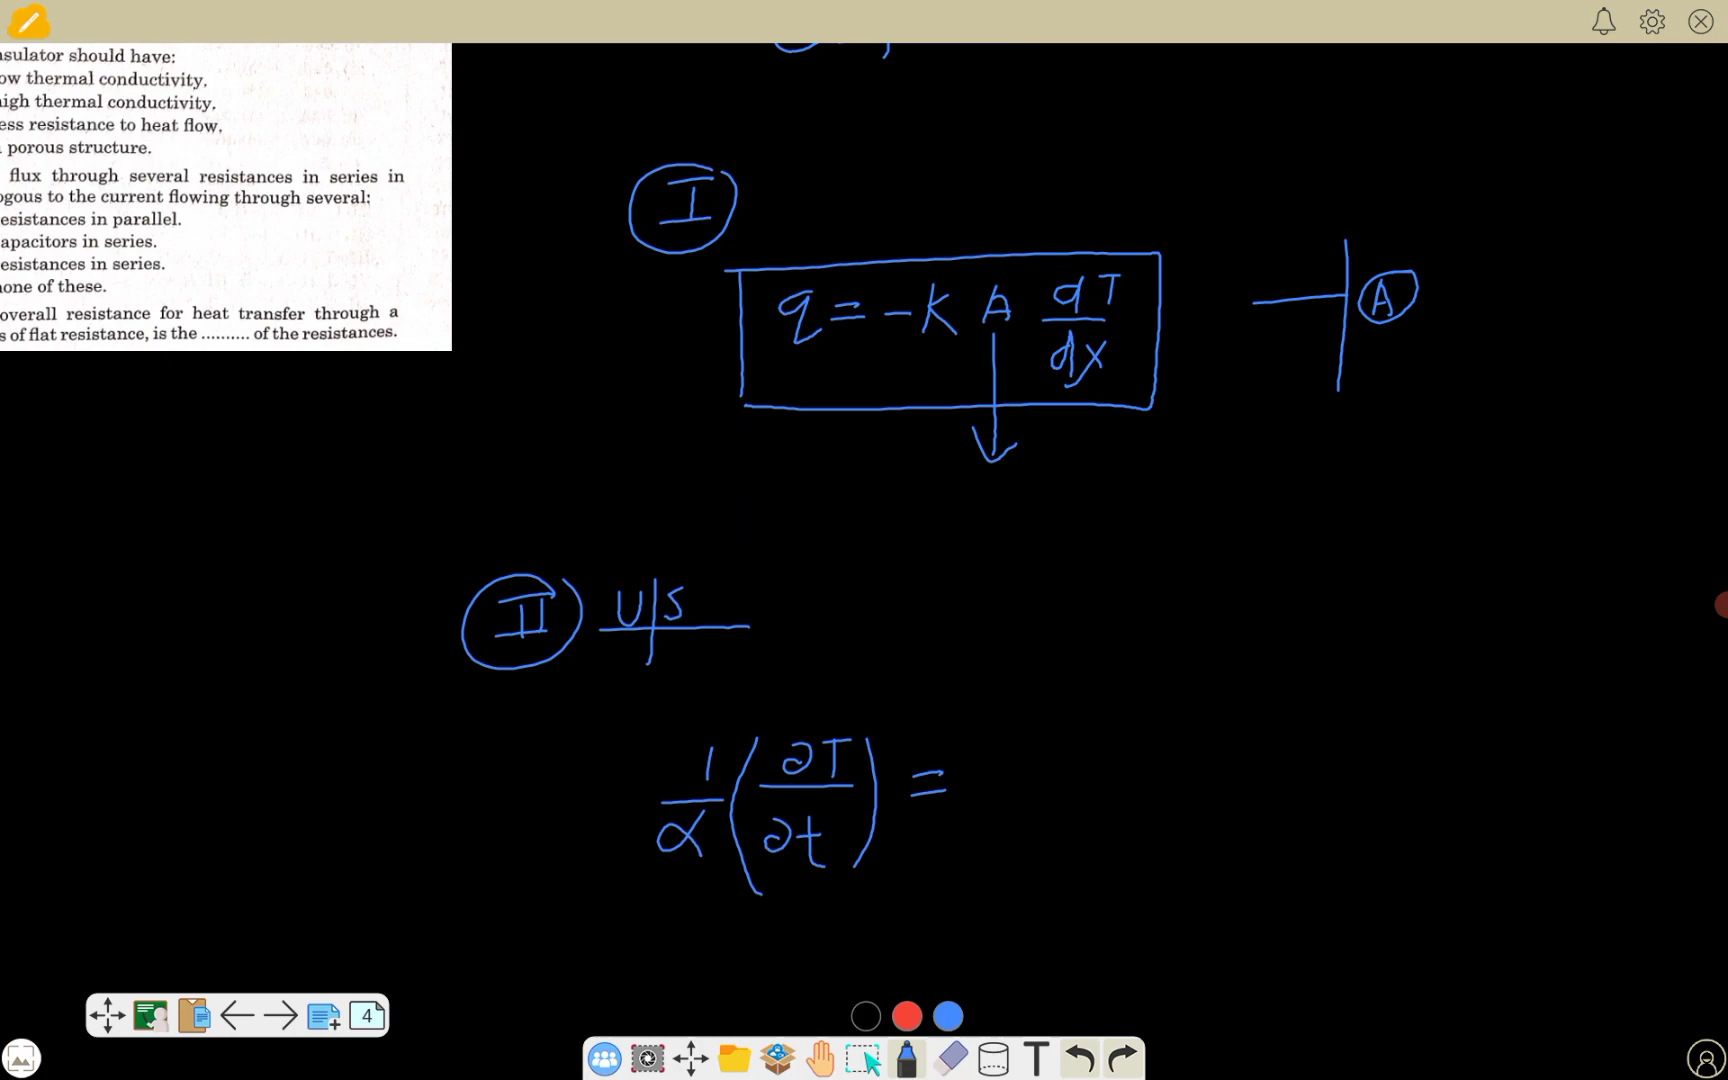 nsulator should have:
ow thermal conductivity.
igh thermal conductivity.
ess resistance to heat flow.
porous structure.
flux through several resistances in series in
ogous to the current flowing through several:
esistances in parallel.
apacitors in series.
esistances in series.
none of these.
overall resistance for heat transfer through a
s of flat resistance, is the .......... of the resistances.
I
q = -K A dT/dx
A
II U/S
1/α (∂T/∂t) =
4
T